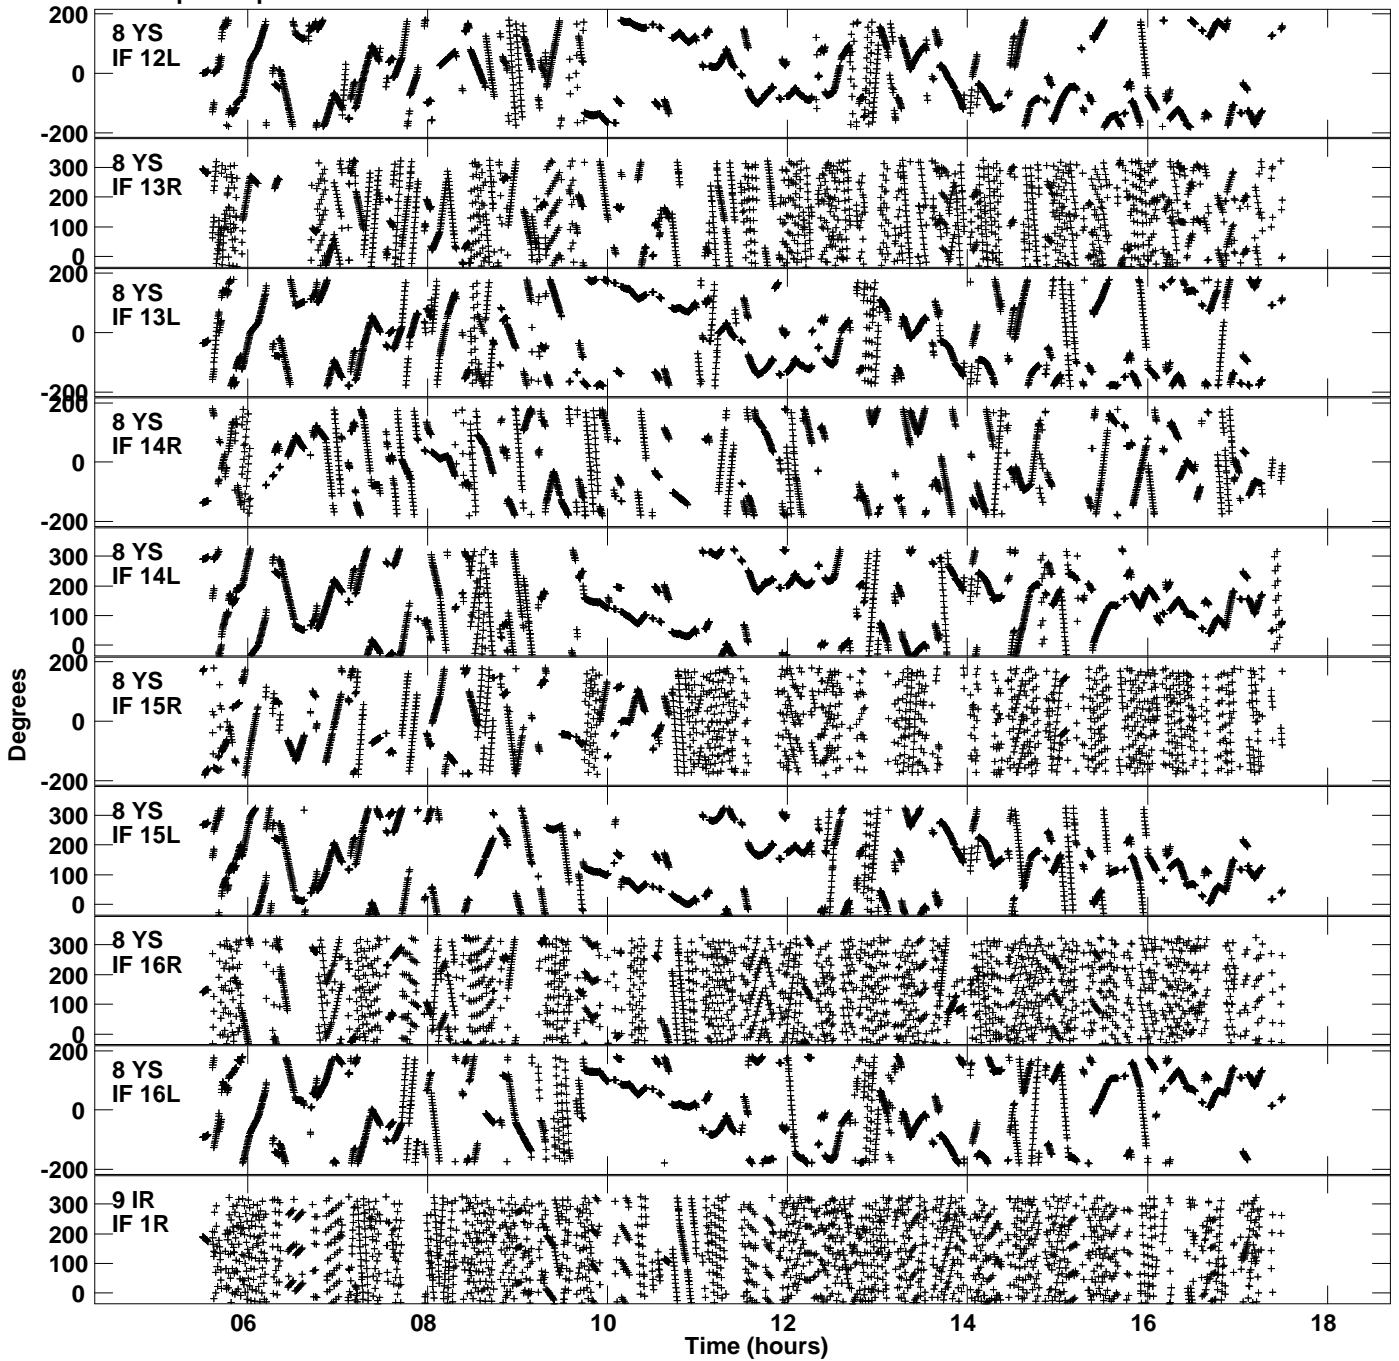 200
8 YS
IF 12L
0
-200
300
8 YS
IF 13R
200
100
0
200
8 YS
IF 13L
0
-200
200
8 YS
IF 14R
0
-200
300
8 YS
IF 14L
200
100
0
200
8 YS
IF 15R
0
-200
300
8 YS
IF 15L
200
100
0
300
8 YS
IF 16R
200
100
0
200
8 YS
IF 16L
0
-200
300
9 IR
IF 1R
200
100
0
Degrees
06 08 10 12 14 16 18
Time (hours)